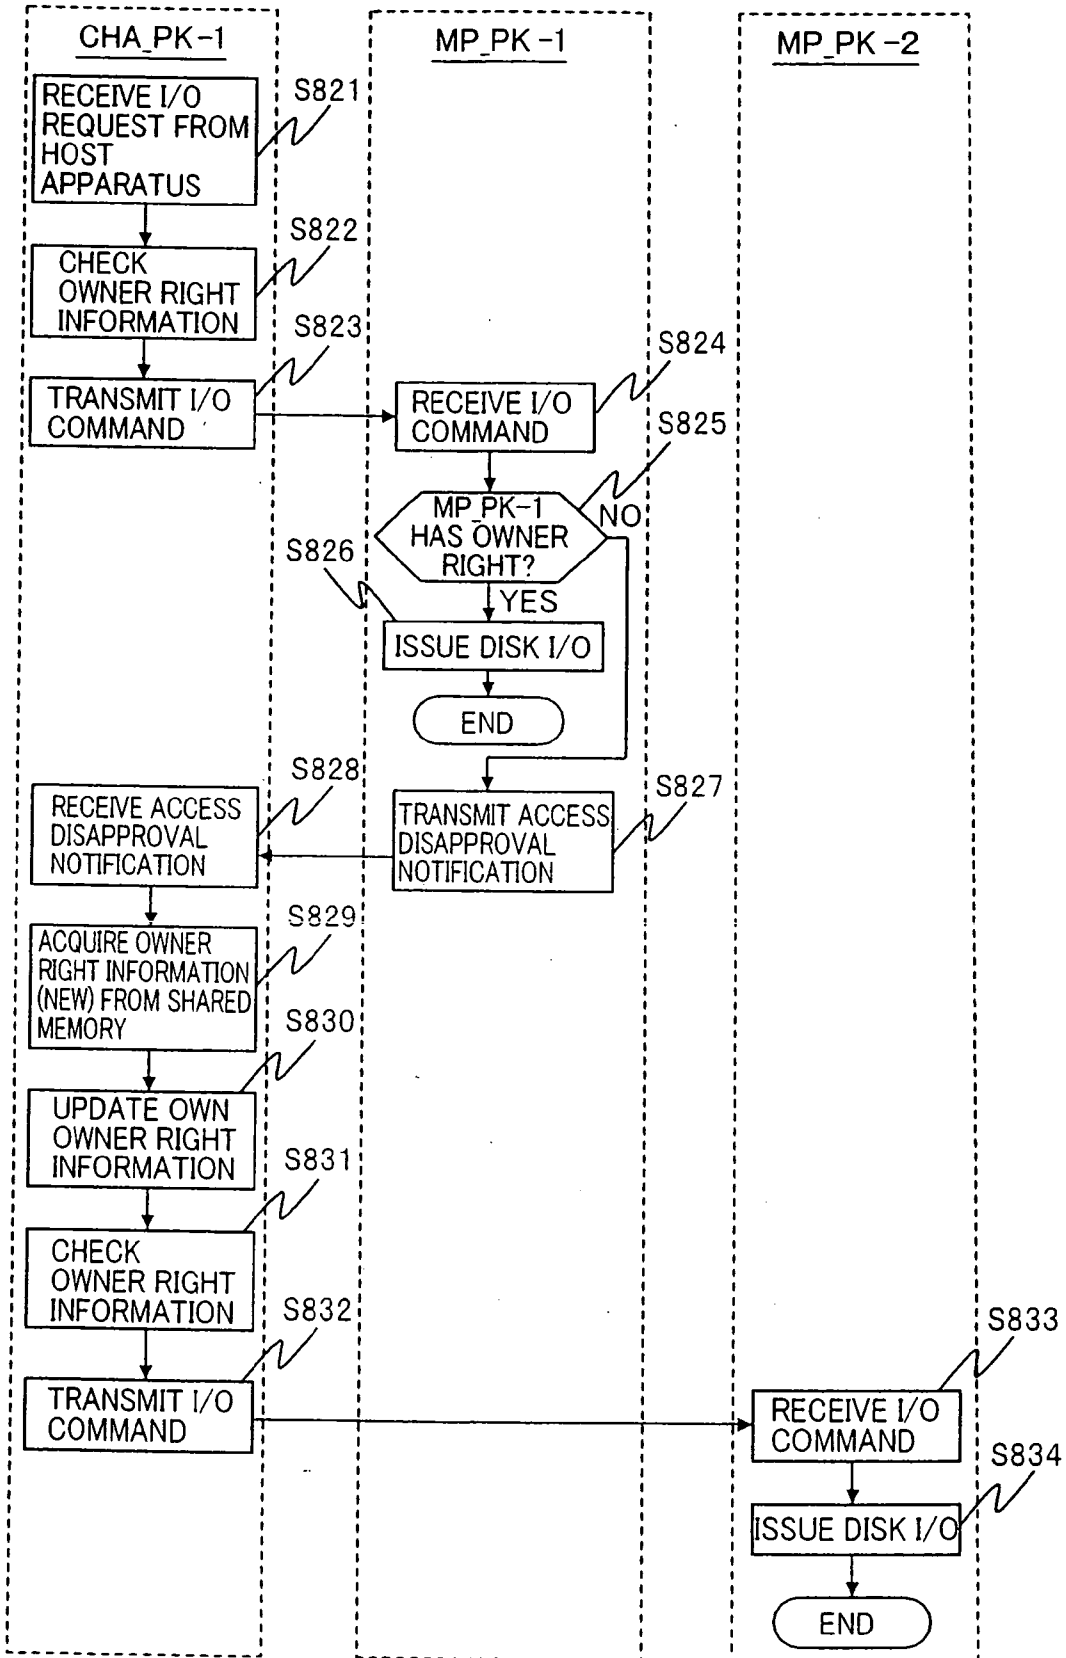 CHA_PK-1
MP_PK-1
MP_PK-2
RECEIVE I/O
REQUEST FROM
HOST
APPARATUS
S821
CHECK
OWNER RIGHT
INFORMATION
S822
TRANSMIT I/O
COMMAND
S823
RECEIVE I/O
COMMAND
S824
MP_PK-1
HAS OWNER
RIGHT?
S825
NO
YES
S826
ISSUE DISK I/O
END
TRANSMIT ACCESS
DISAPPROVAL
NOTIFICATION
S827
RECEIVE ACCESS
DISAPPROVAL
NOTIFICATION
S828
ACQUIRE OWNER
RIGHT INFORMATION
(NEW) FROM SHARED
MEMORY
S829
UPDATE OWN
OWNER RIGHT
INFORMATION
S830
CHECK
OWNER RIGHT
INFORMATION
S831
TRANSMIT I/O
COMMAND
S832
RECEIVE I/O
COMMAND
S833
ISSUE DISK I/O
S834
END